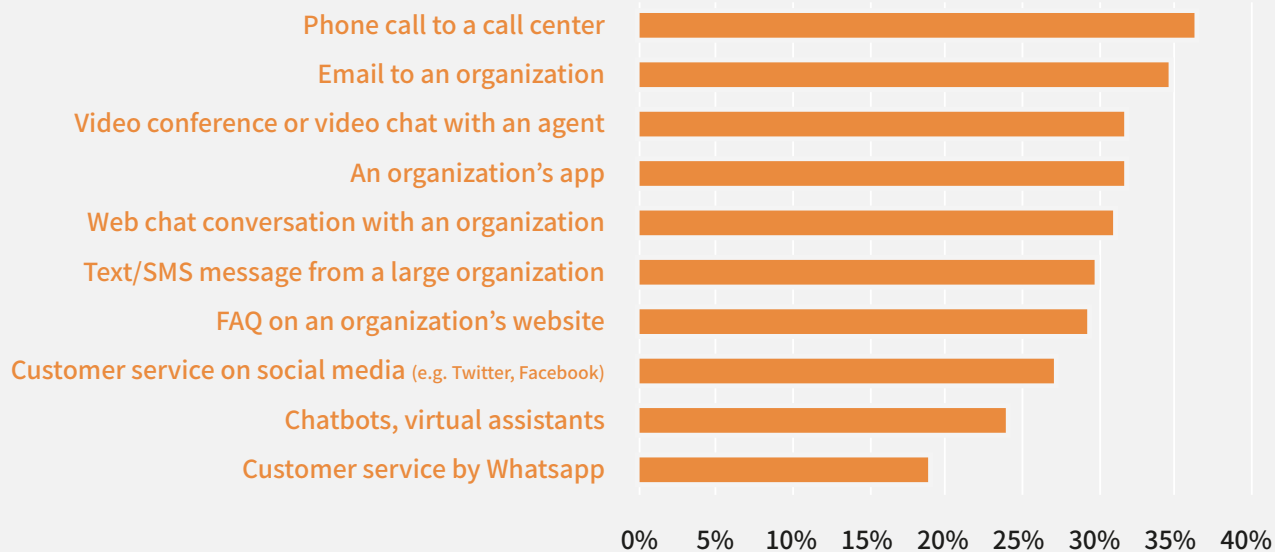 Phone call to a call center
Email to an organization
Video conference or video chat with an agent
An organization’s app
Web chat conversation with an organization
Text/SMS message from a large organization
FAQ on an organization’s website
Customer service on social media (e.g. Twitter, Facebook)
Chatbots, virtual assistants
Customer service by Whatsapp
0% 5% 10% 15% 20% 25% 30% 35% 40%